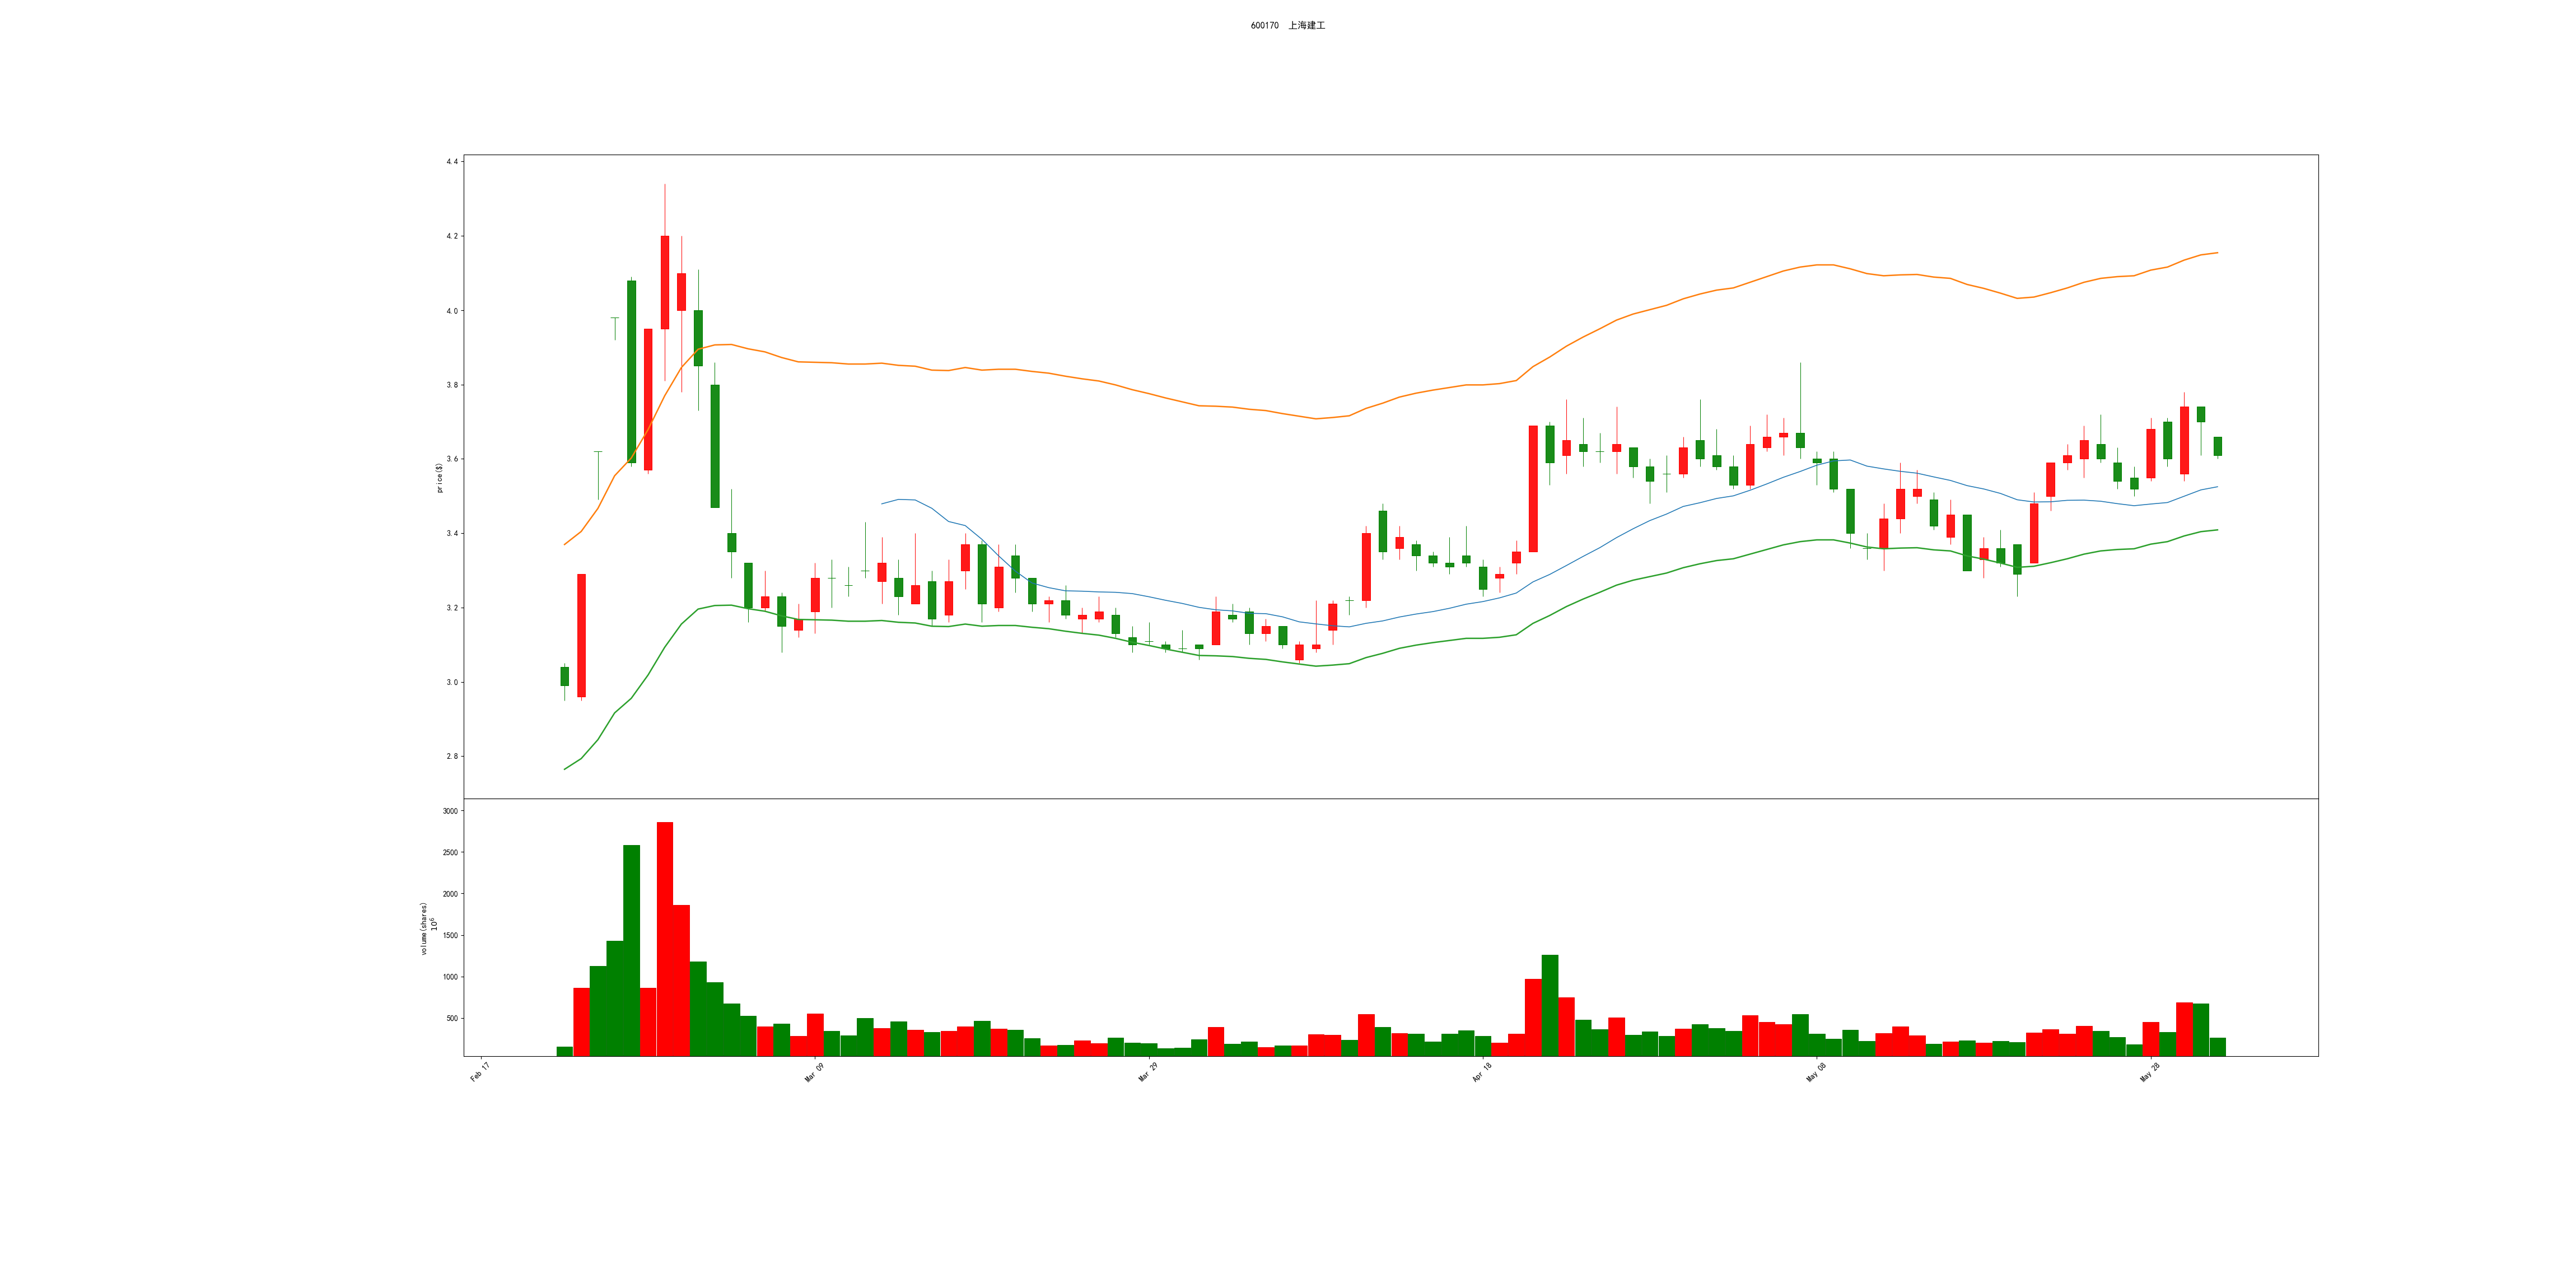 600170 上海建工
4.4
4.2
4.0
3.8
3.6
3.4
3.2
3.0
2.8
price($)
3000
2500
2000
1500
1000
500
volume(shares)
10^6
Feb 17
Mar 09
Mar 29
Apr 18
May 08
May 28